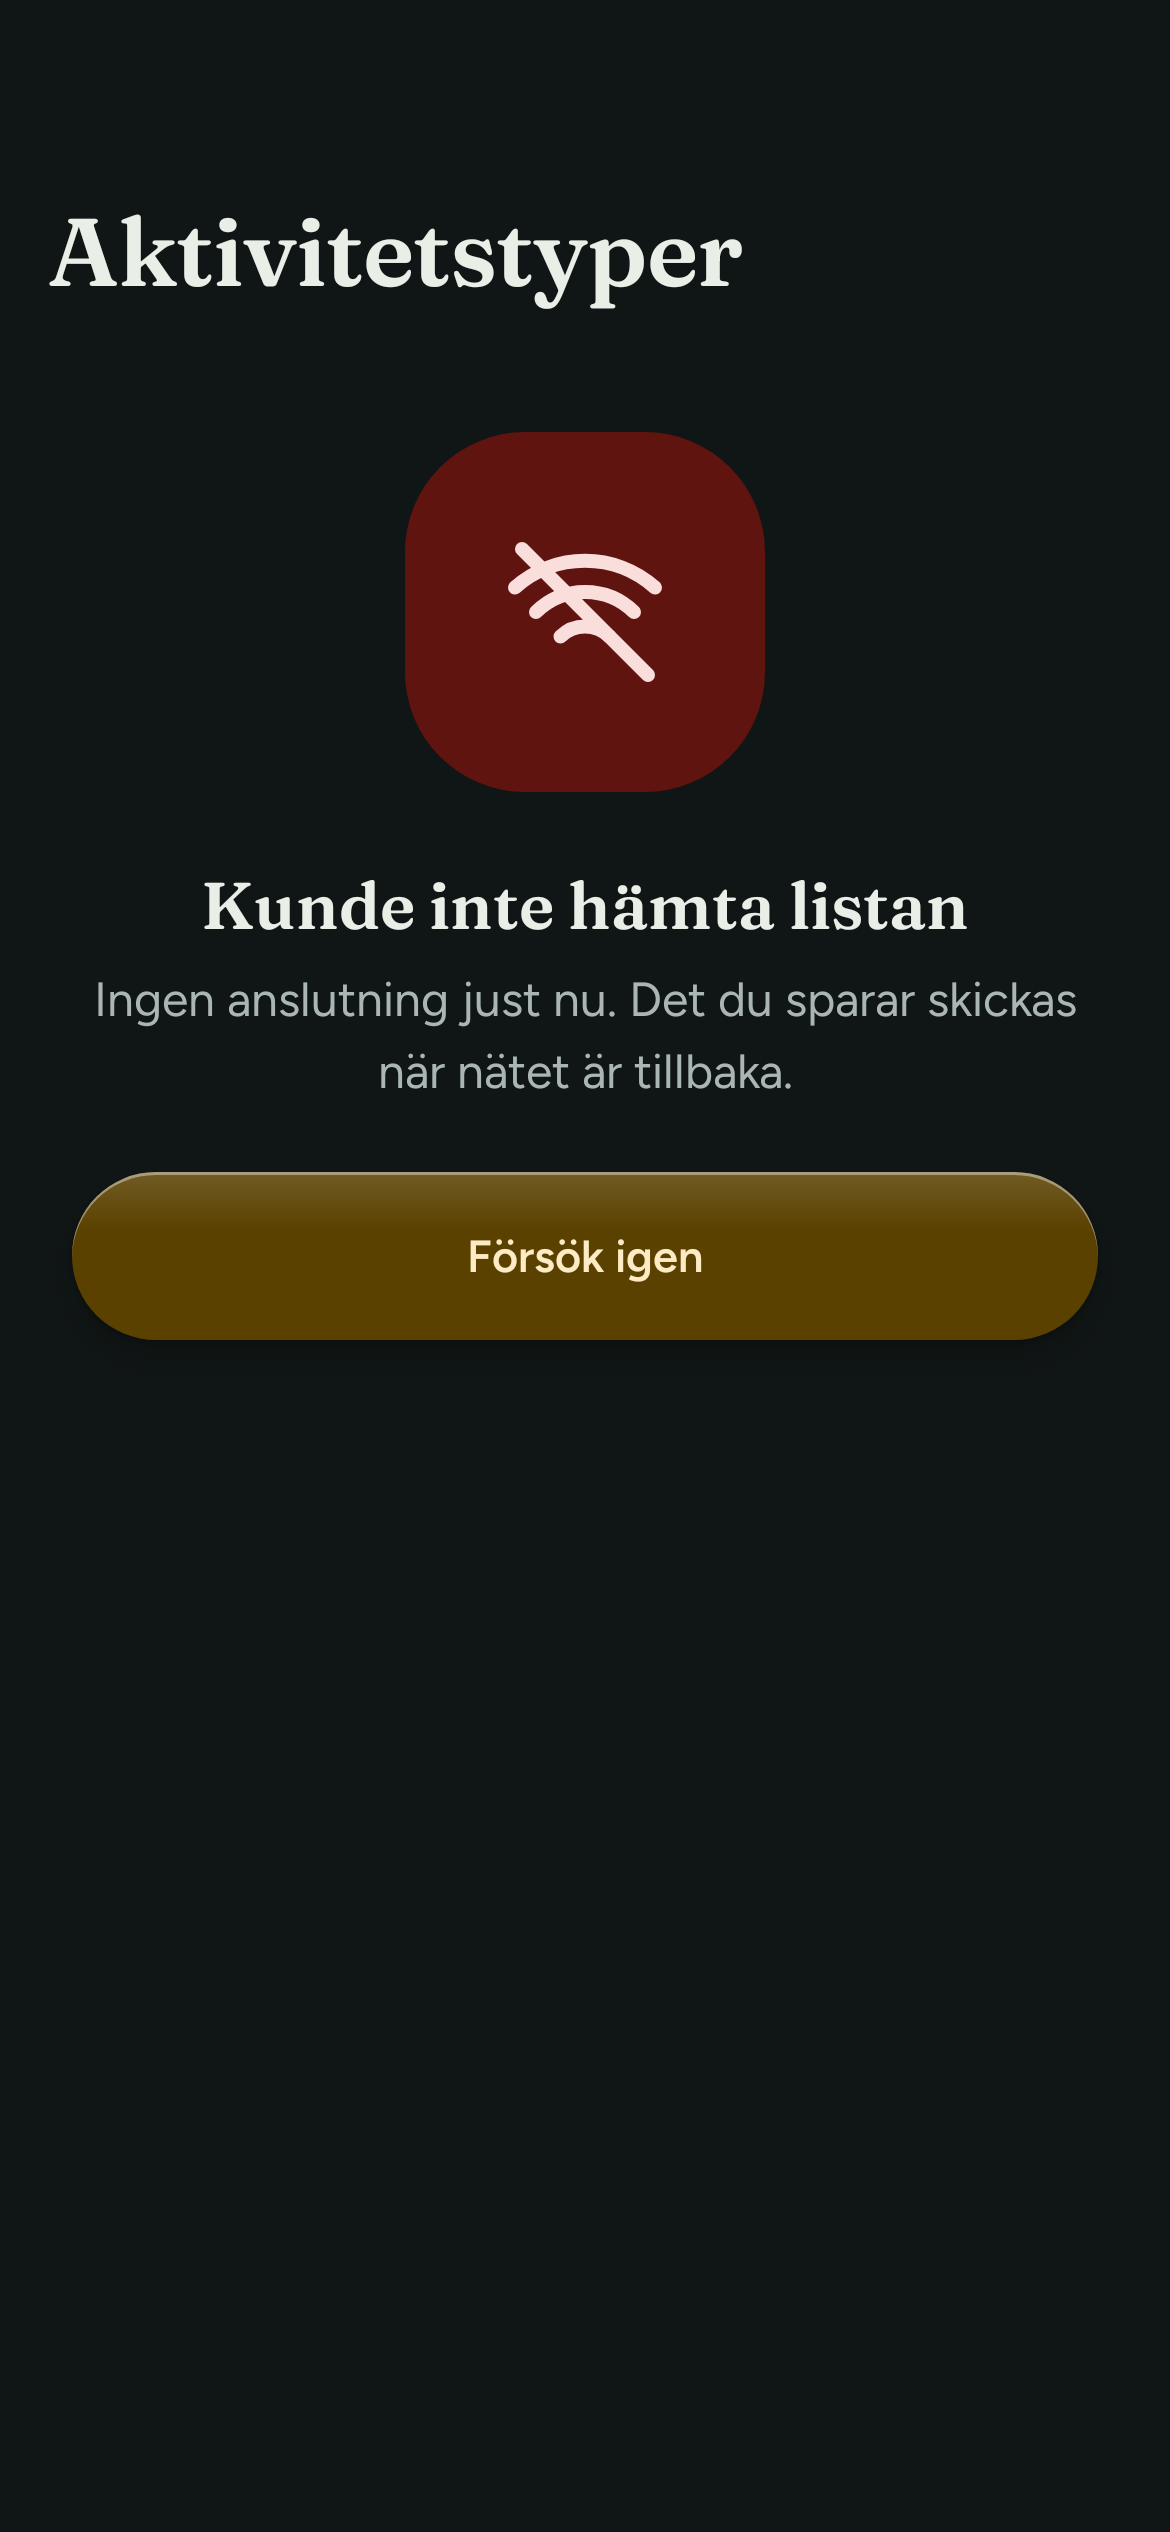 Aktivitetstyper
Kunde inte hämta listan
Ingen anslutning just nu. Det du sparar skickas
när nätet är tillbaka.
Försök igen